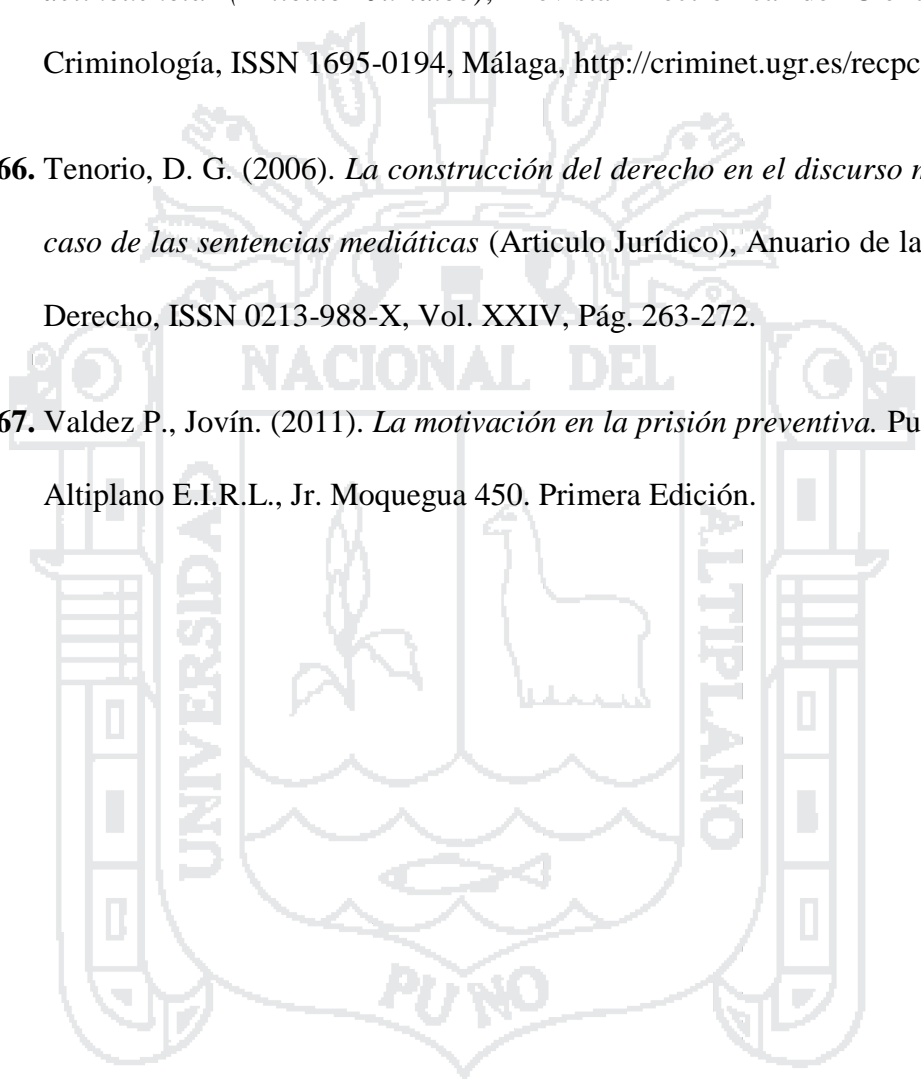 Criminología, ISSN 1695-0194, Málaga, http://criminet.ugr.es/recpc
66. Tenorio, D. G. (2006). La construcción del derecho en el discurso
caso de las sentencias mediáticas (Articulo Jurídico), Anuario de la
Derecho, ISSN 0213-988-X, Vol. XXIV, Pág. 263-272.
NACIONAL DEL
67. Valdez P., Jovín. (2011). La motivación en la prisión preventiva. Pu
Altiplano E.I.R.L., Jr. Moquegua 450. Primera Edición.
UNIVERSIDAD
ALTIPLANO
PUNO